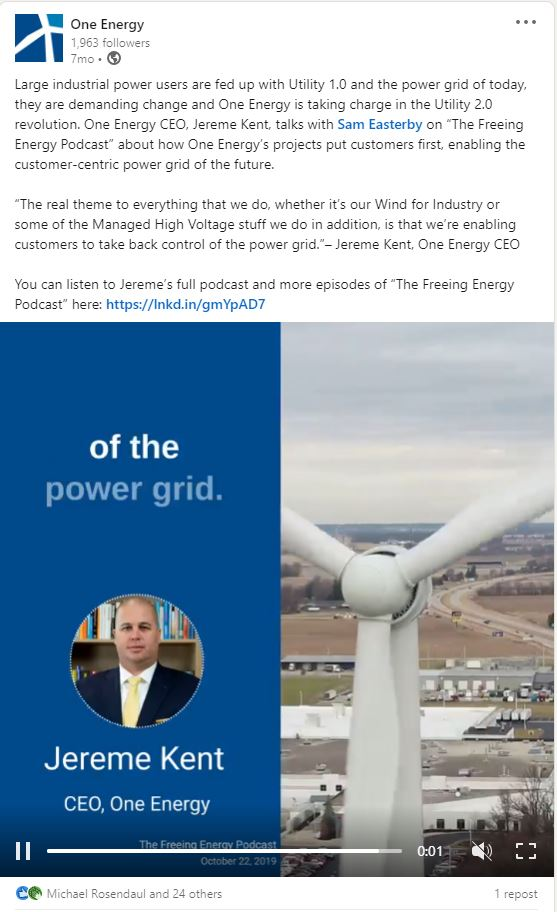 One Energy
1,963 followers
7mo •
Large industrial power users are fed up with Utility 1.0 and the power grid of today,
they are demanding change and One Energy is taking charge in the Utility 2.0
revolution. One Energy CEO, Jereme Kent, talks with Sam Easterby on “The Freeing
Energy Podcast” about how One Energy’s projects put customers first, enabling the
customer-centric power grid of the future.
“The real theme to everything that we do, whether it’s our Wind for Industry or
some of the Managed High Voltage stuff we do in addition, is that we’re enabling
customers to take back control of the power grid.”– Jereme Kent, One Energy CEO
You can listen to Jereme’s full podcast and more episodes of “The Freeing Energy
Podcast” here: https://lnkd.in/gmYpAD7
of the
power grid.
Jereme Kent
CEO, One Energy
The Freeing Energy Podcast
October 22, 2019
0:01
Michael Rosendaul and 24 others
1 repost